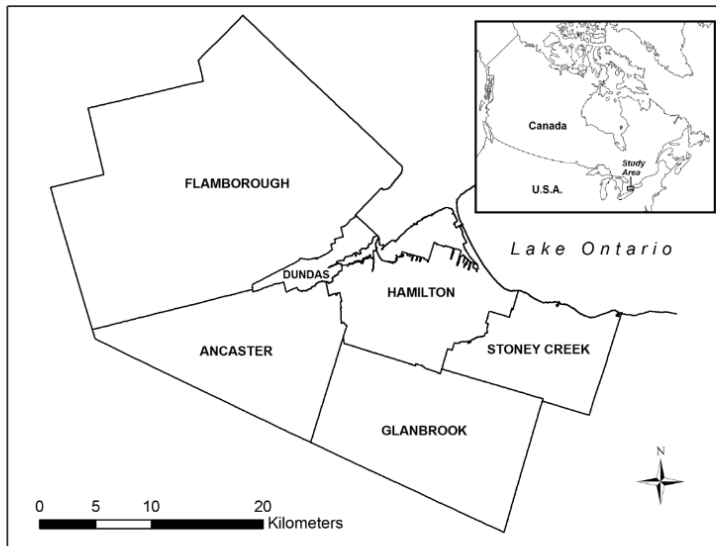 Canada
Study
Area
U.S.A.
FLAMBOROUGH
Lake Ontario
DUNDAS
HAMILTON
ANCASTER
STONEY CREEK
GLANBROOK
N
0 5 10 20
Kilometers